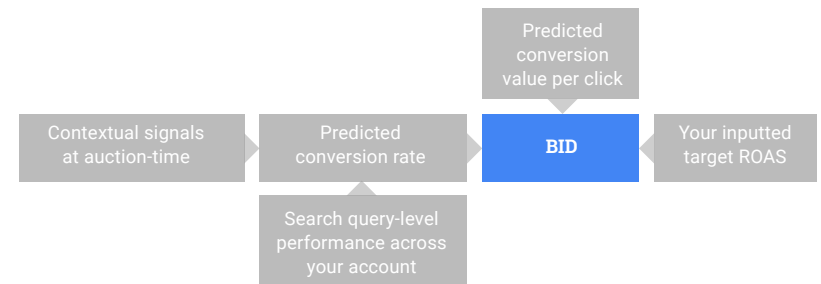 Predicted
conversion
value per click
Contextual signals
at auction-time
Predicted
conversion rate
BID
Your inputted
target ROAS
Search query-level
performance across
your account